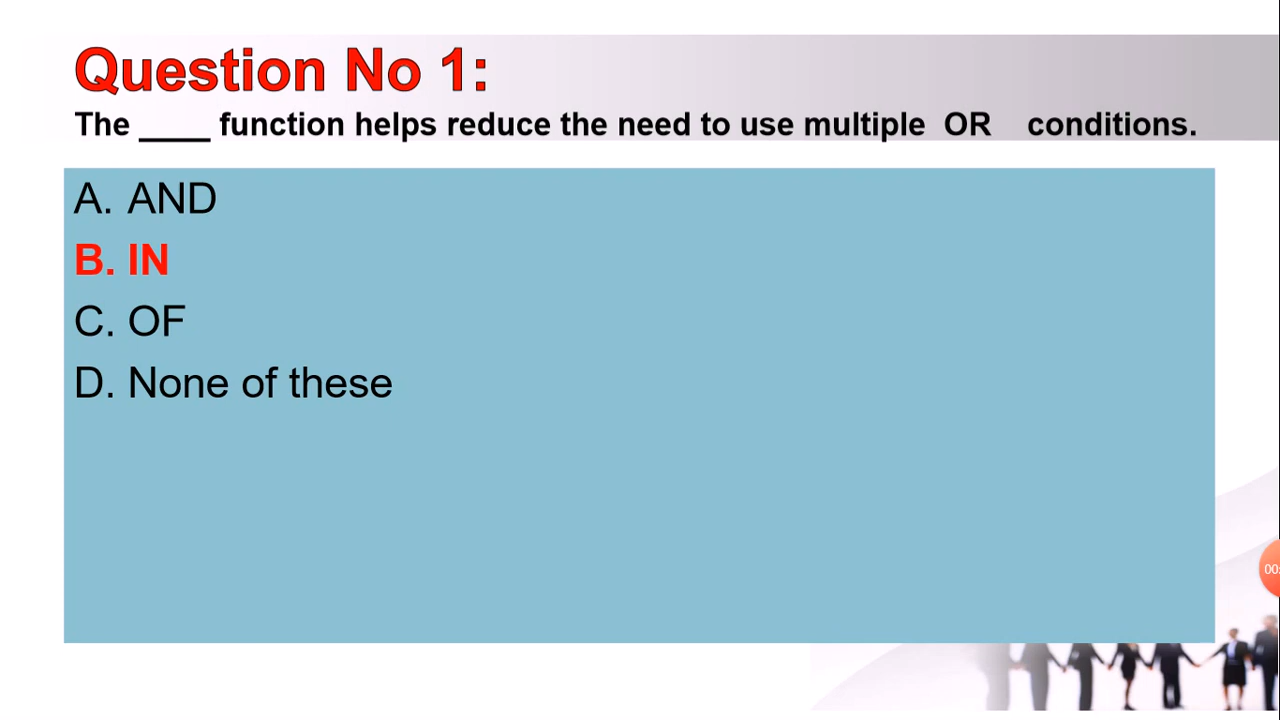 Question No 1:
The ____ function helps reduce the need to use multiple OR conditions.
A. AND
B. IN
C. OF
D. None of these
00: